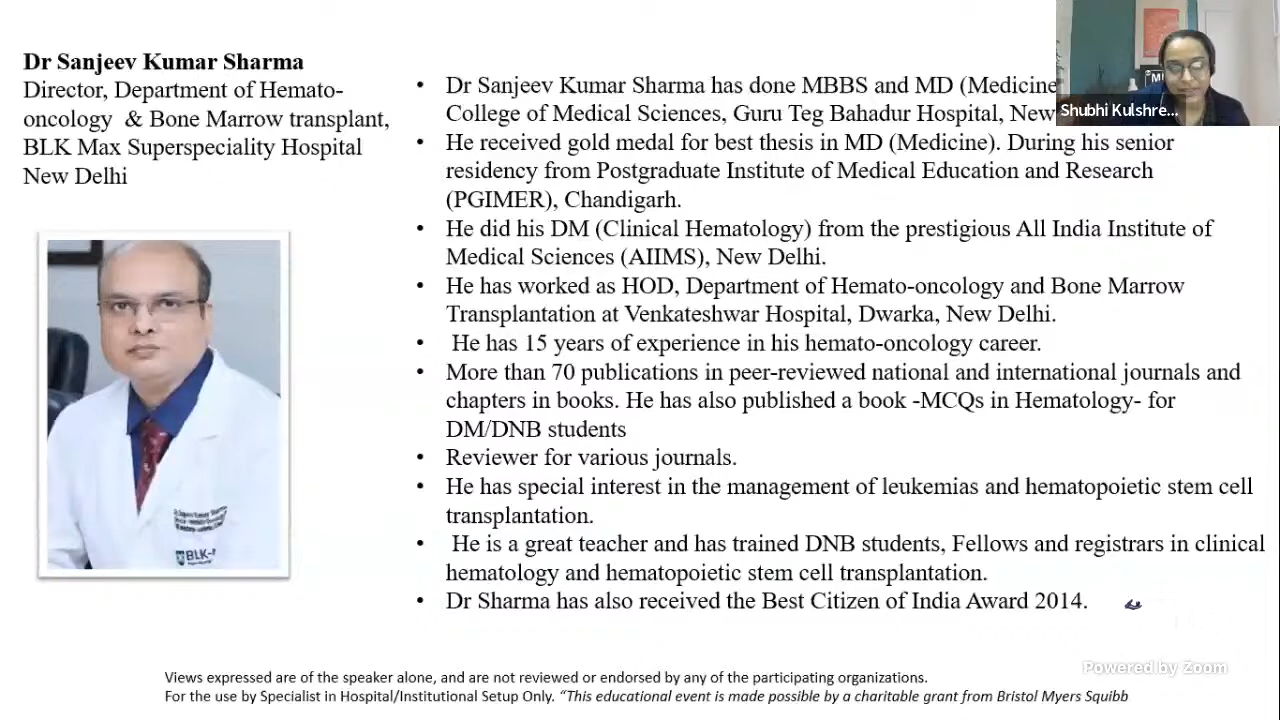 Dr Sanjeev Kumar Sharma
Director, Department of Hemato-
oncology & Bone Marrow transplant,
BLK Max Superspeciality Hospital
New Delhi
BLK-
• Dr Sanjeev Kumar Sharma has done MBBS and MD (Medicine
College of Medical Sciences, Guru Teg Bahadur Hospital, New
• He received gold medal for best thesis in MD (Medicine). During his senior
residency from Postgraduate Institute of Medical Education and Research
(PGIMER), Chandigarh.
• He did his DM (Clinical Hematology) from the prestigious All India Institute of
Medical Sciences (AIIMS), New Delhi.
• He has worked as HOD, Department of Hemato-oncology and Bone Marrow
Transplantation at Venkateshwar Hospital, Dwarka, New Delhi.
• He has 15 years of experience in his hemato-oncology career.
• More than 70 publications in peer-reviewed national and international journals and
chapters in books. He has also published a book -MCQs in Hematology- for
DM/DNB students
• Reviewer for various journals.
• He has special interest in the management of leukemias and hematopoietic stem cell
transplantation.
• He is a great teacher and has trained DNB students, Fellows and registrars in clinical
hematology and hematopoietic stem cell transplantation.
• Dr Sharma has also received the Best Citizen of India Award 2014.
Shubhi Kulshre...
Powered by Zoom
Views expressed are of the speaker alone, and are not reviewed or endorsed by any of the participating organizations.
For the use by Specialist in Hospital/Institutional Setup Only. “This educational event is made possible by a charitable grant from Bristol Myers Squibb